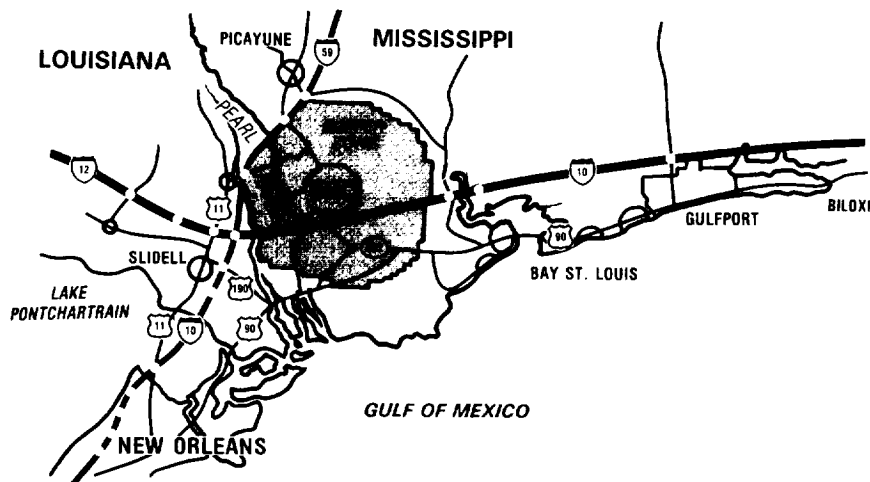 PICAYUNE
59
MISSISSIPPI
LOUISIANA
PEARL
12
10
11
90
GULFPORT
BILOXI
SLIDELL
BAY ST. LOUIS
LAKE
PONTCHARTRAIN
190
11
10
90
GULF OF MEXICO
NEW ORLEANS